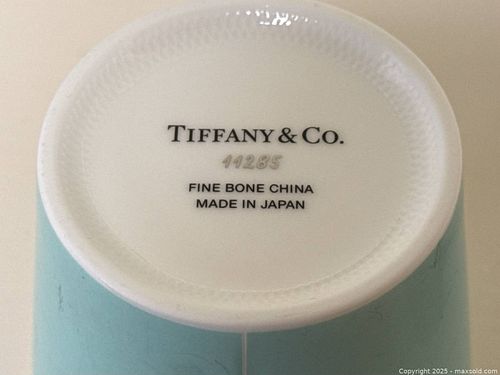 TIFFANY & CO.
11285
FINE BONE CHINA
MADE IN JAPAN
Copyright 2025 - maxsold.com